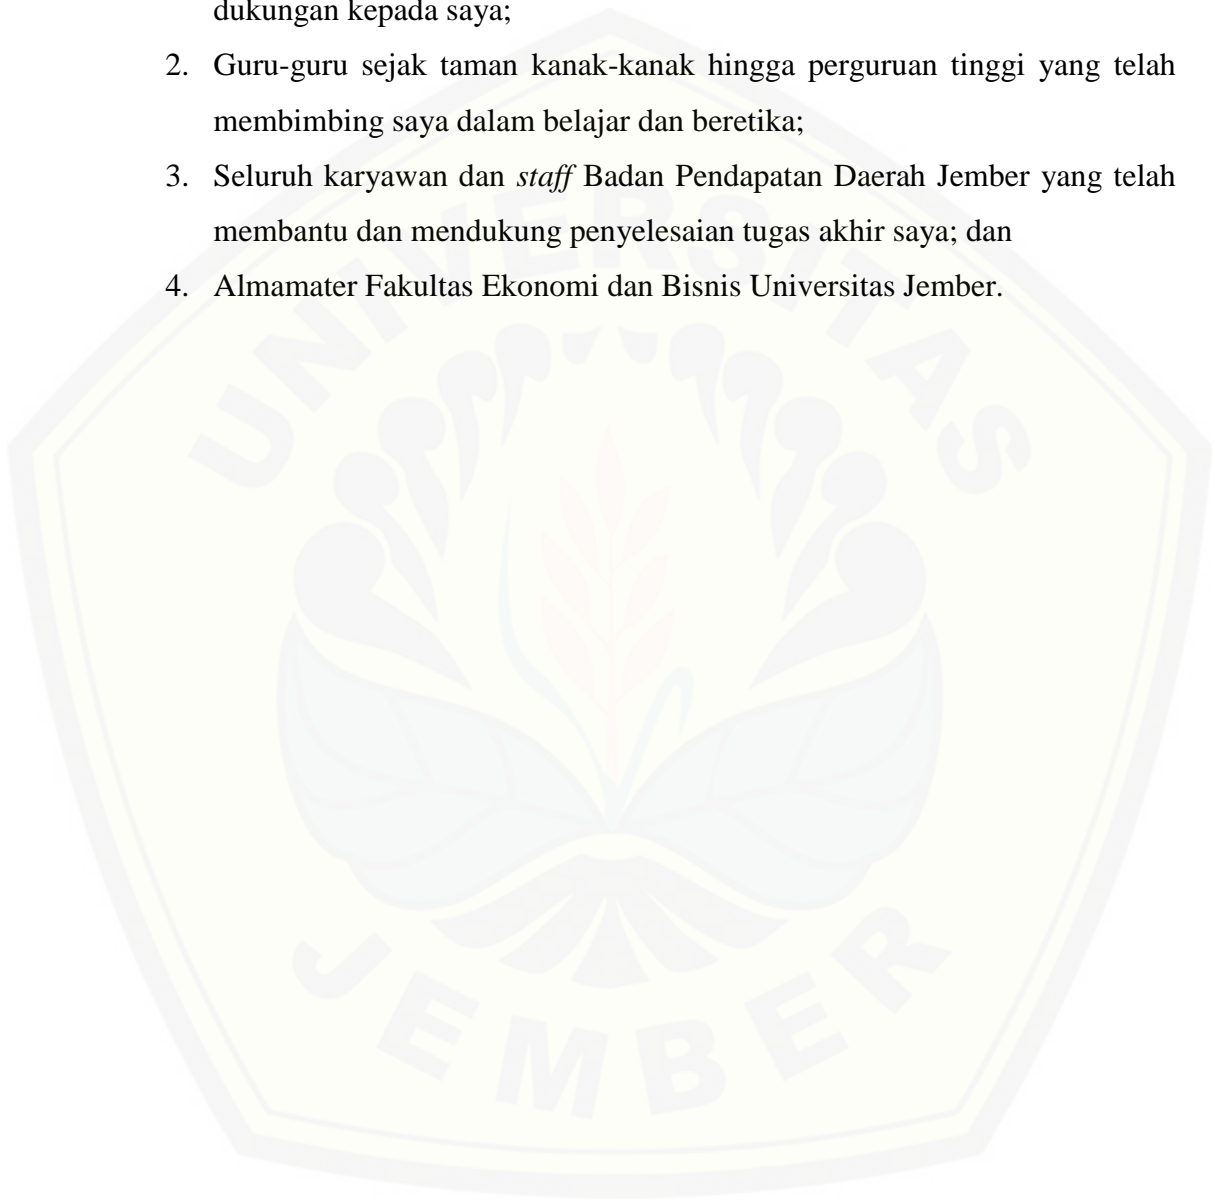 dukungan kepada saya;
2. Guru-guru sejak taman kanak-kanak hingga perguruan tinggi yang telah
membimbing saya dalam belajar dan beretika;
3. Seluruh karyawan dan staff Badan Pendapatan Daerah Jember yang telah
membantu dan mendukung penyelesaian tugas akhir saya; dan
4. Almamater Fakultas Ekonomi dan Bisnis Universitas Jember.
UNIVERSITAS
JEMBER